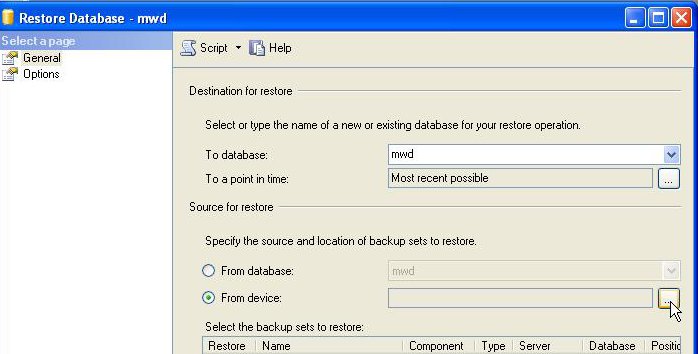 Restore Database - mwd
Select a page
General
Options
Script Help
Destination for restore
Select or type the name of a new or existing database for your restore operation.
To database: mwd
To a point in time: Most recent possible ...
Source for restore
Specify the source and location of backup sets to restore.
From database: mwd
From device: ...
Select the backup sets to restore:
Restore Name Component Type Server Database